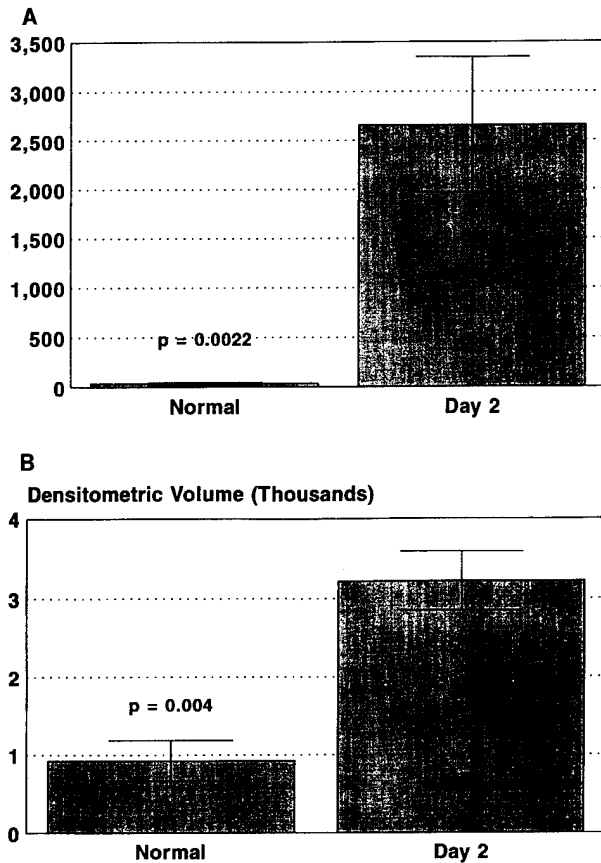 A
3,500
3,000
2,500
2,000
1,500
1,000
500
0
p = 0.0022
Normal Day 2
B
Densitometric Volume (Thousands)
4
3
2
1
0
p = 0.004
Normal Day 2